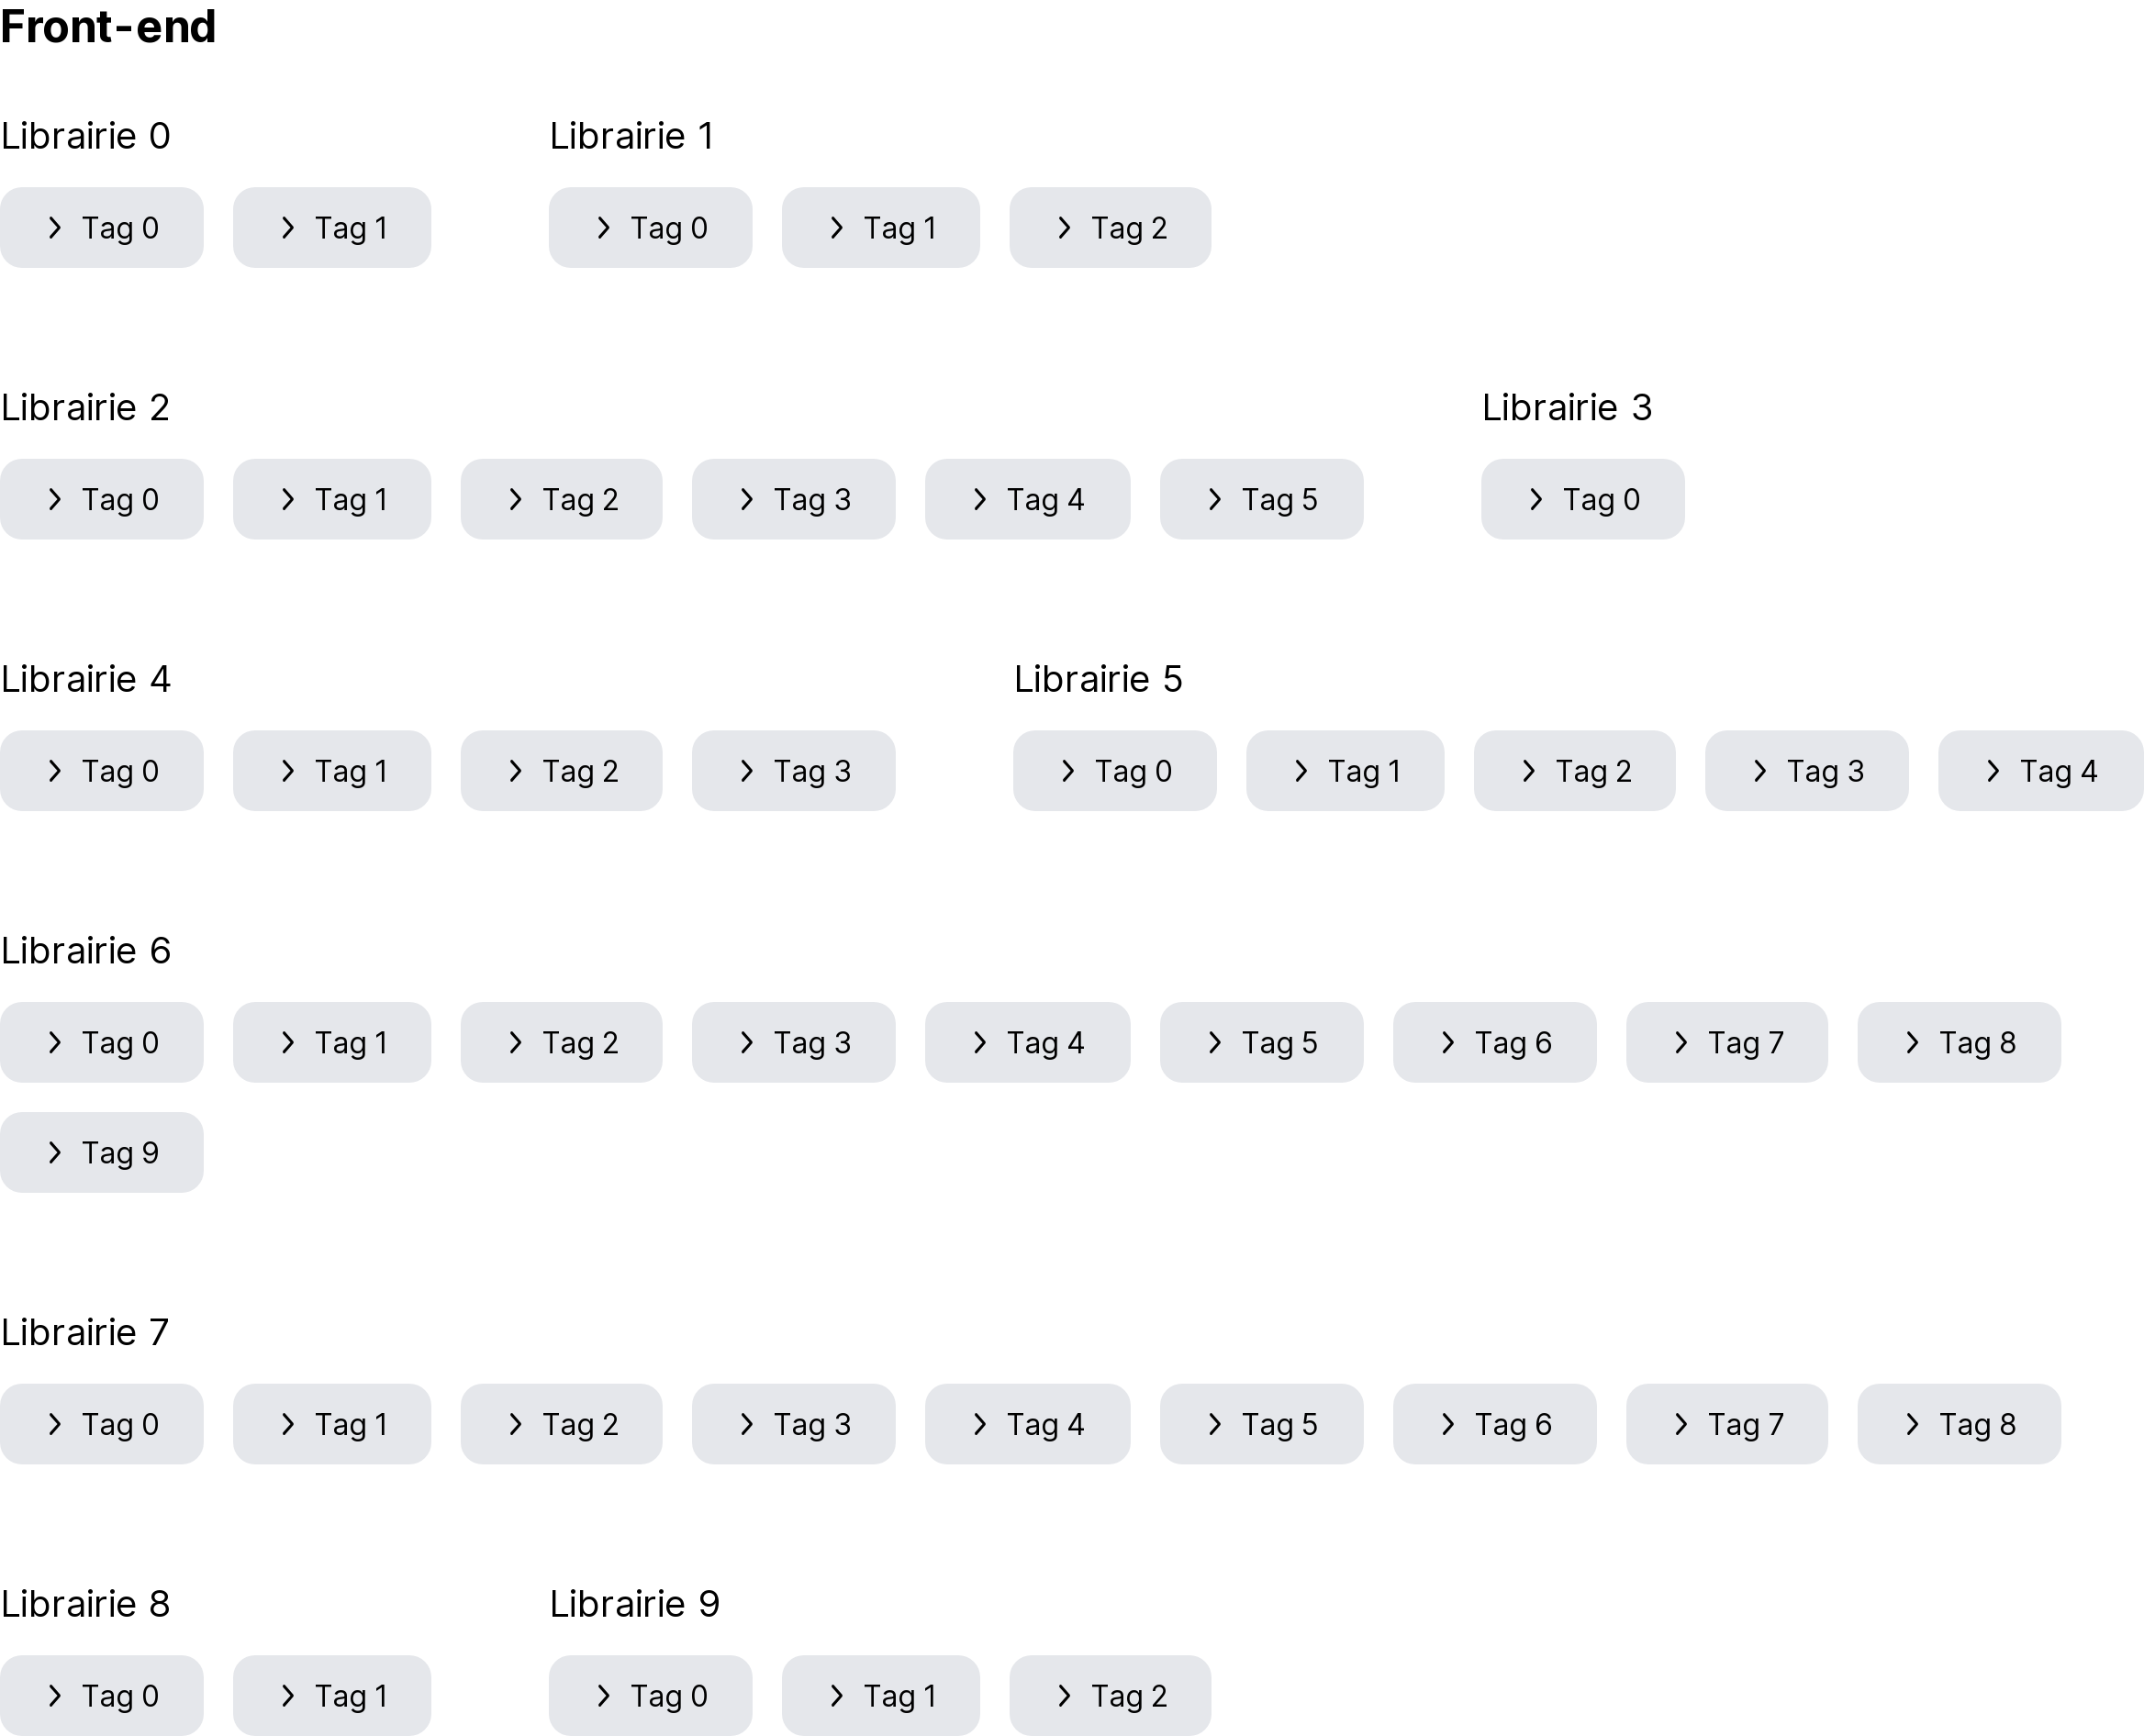 Front-end
Librairie 0 Librairie 1
Tag 0 Tag 1 Tag 0 Tag 1 Tag 2
Librairie 2 Librairie 3
Tag 0 Tag 1 Tag 2 Tag 3 Tag 4 Tag 5 Tag 0
Librairie 4 Librairie 5
Tag 0 Tag 1 Tag 2 Tag 3 Tag 0 Tag 1 Tag 2 Tag 3 Tag 4
Librairie 6
Tag 0 Tag 1 Tag 2 Tag 3 Tag 4 Tag 5 Tag 6 Tag 7 Tag 8
Tag 9
Librairie 7
Tag 0 Tag 1 Tag 2 Tag 3 Tag 4 Tag 5 Tag 6 Tag 7 Tag 8
Librairie 8 Librairie 9
Tag 0 Tag 1 Tag 0 Tag 1 Tag 2